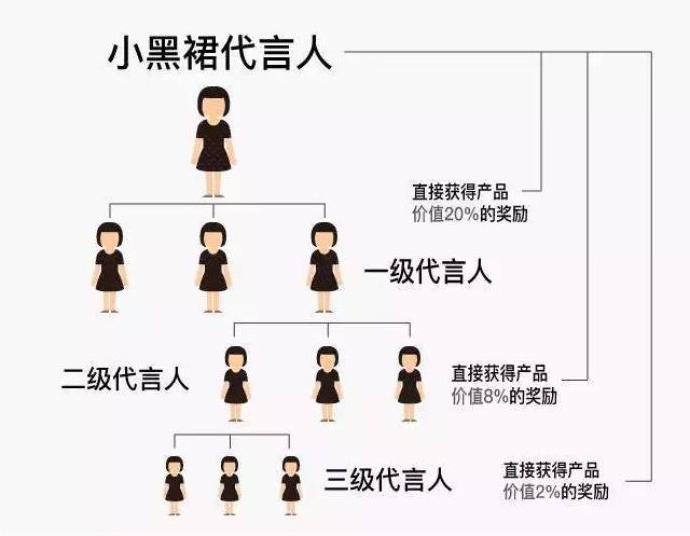 小黑裙代言人
直接获得产品
价值20%的奖励
一级代言人
二级代言人
直接获得产品
价值8%的奖励
三级代言人
直接获得产品
价值2%的奖励